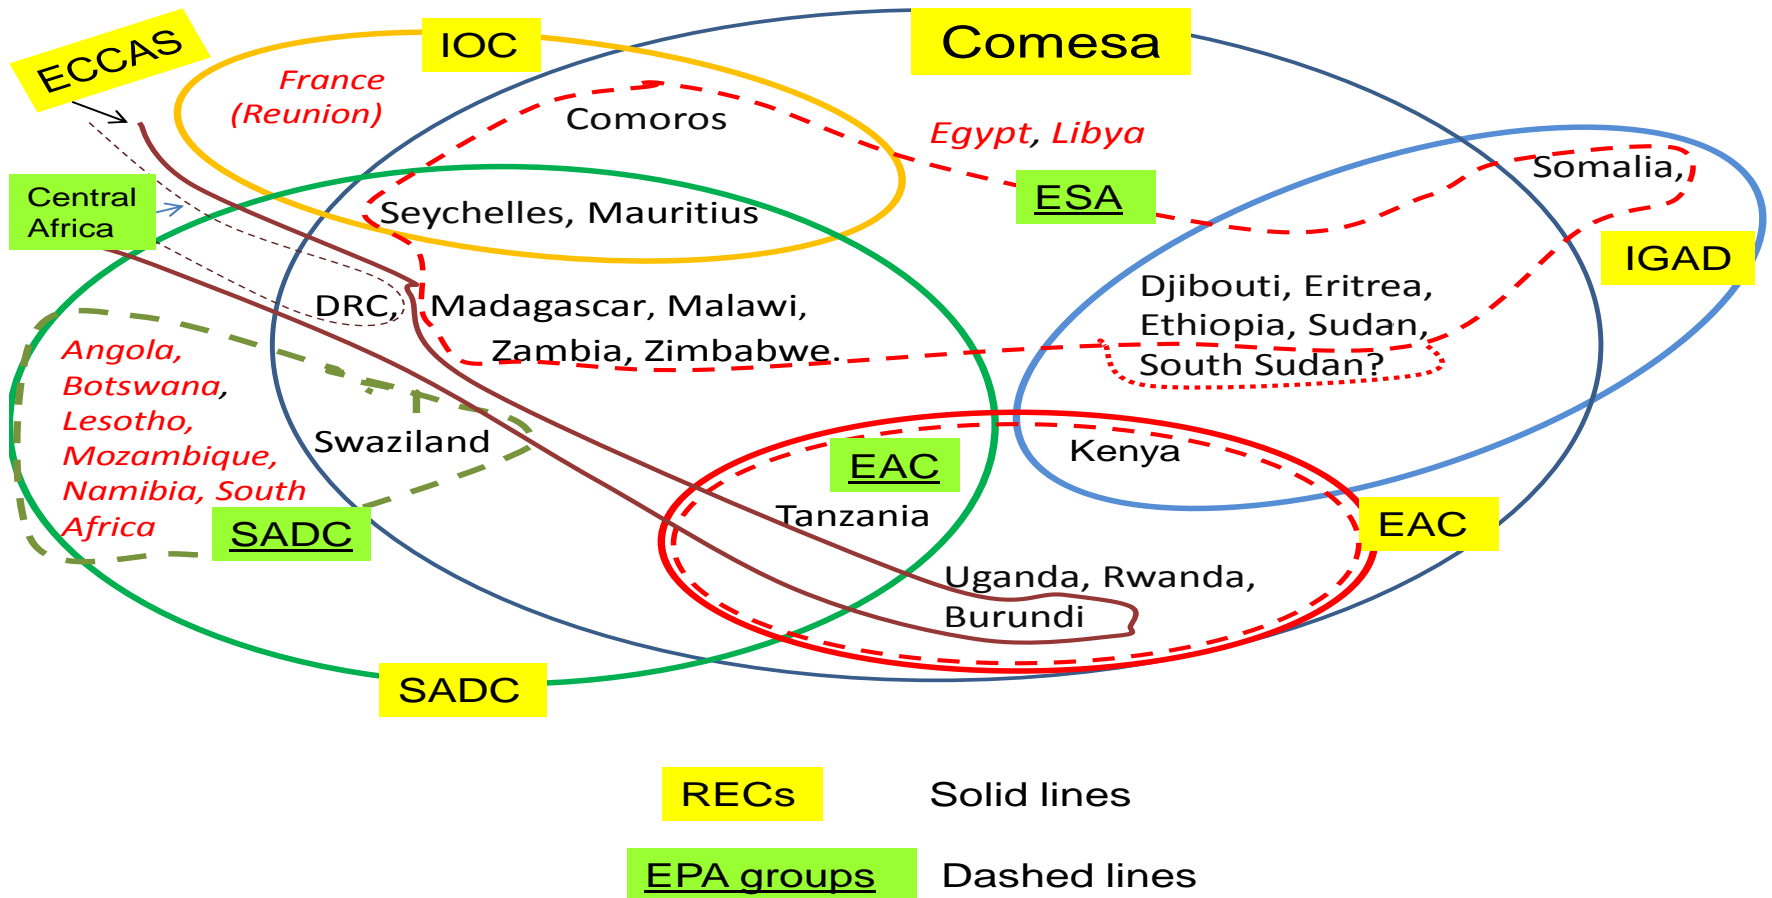 ECCAS
IOC
Comesa
France
(Reunion)
Comoros
Egypt, Libya
Somalia,
Central
Africa
ESA
Seychelles, Mauritius
IGAD
DRC,
Madagascar, Malawi,
Zambia, Zimbabwe.
Djibouti, Eritrea,
Ethiopia, Sudan,
South Sudan?
Angola,
Botswana,
Lesotho,
Mozambique,
Namibia, South
Africa
Swaziland
SADC
EAC
Kenya
Tanzania
EAC
Uganda, Rwanda,
Burundi
SADC
RECs
Solid lines
EPA groups
Dashed lines